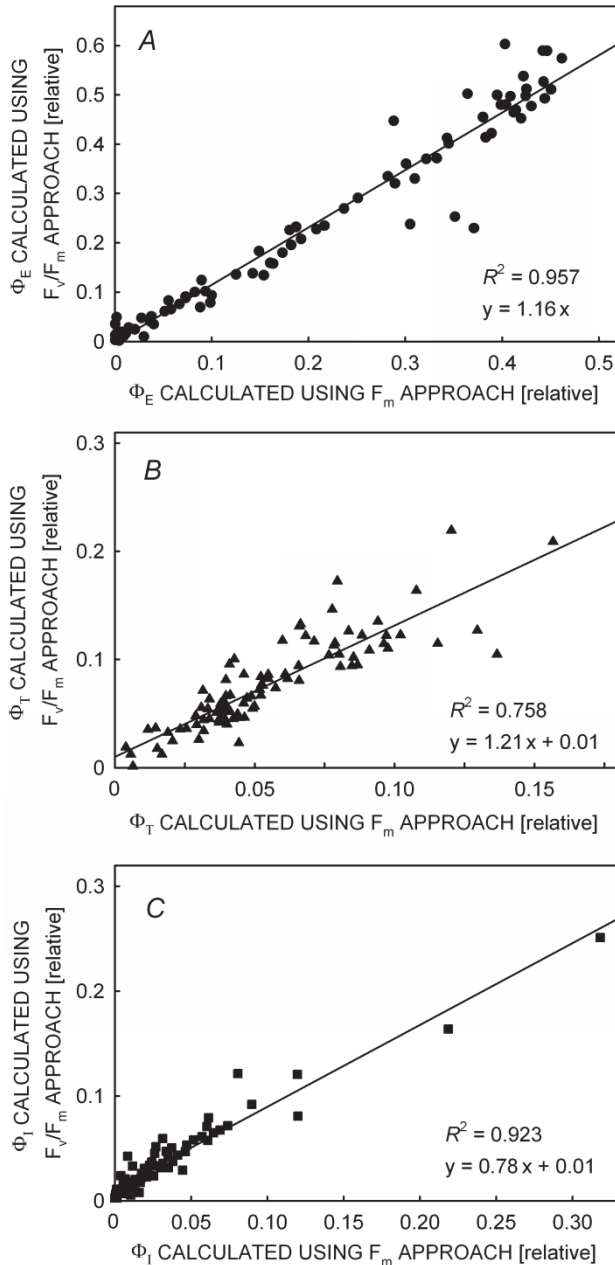 A
0.6
0.5
0.4
0.3
0.2
0.1
0
Φ_E CALCULATED USING
F_v/F_m APPROACH [relative]
R² = 0.957
y = 1.16 x
0 0.1 0.2 0.3 0.4 0.5
Φ_E CALCULATED USING F_m APPROACH [relative]
B
0.3
0.2
0.1
0
Φ_T CALCULATED USING
F_v/F_m APPROACH [relative]
R² = 0.758
y = 1.21 x + 0.01
0 0.05 0.10 0.15
Φ_T CALCULATED USING F_m APPROACH [relative]
C
0.3
0.2
0.1
0
Φ_I CALCULATED USING
F_v/F_m APPROACH [relative]
R² = 0.923
y = 0.78 x + 0.01
0 0.05 0.10 0.15 0.20 0.25 0.30
Φ_I CALCULATED USING F_m APPROACH [relative]